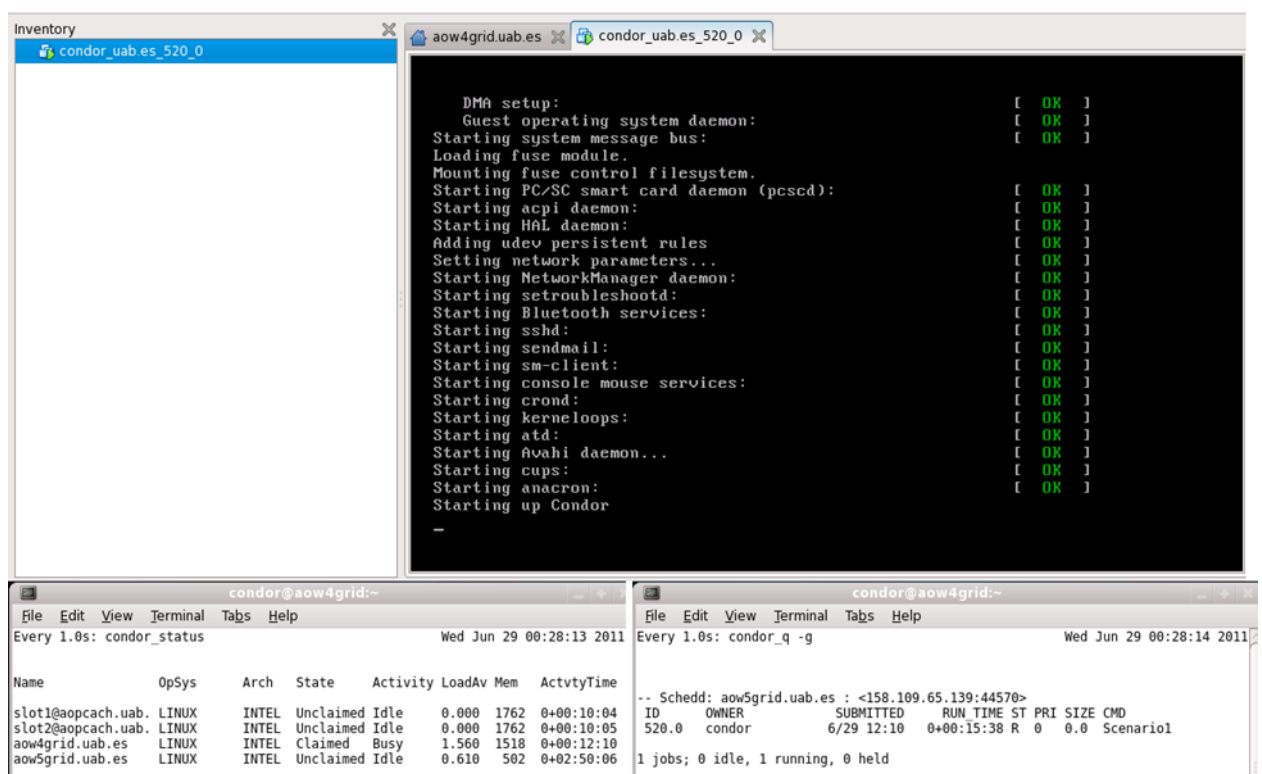 Inventory
condor_uab.es_520_0
aow4grid.uab.es condor_uab.es_520_0
DMA setup: [ OK ]
Guest operating system daemon: [ OK ]
Starting system message bus: [ OK ]
Loading fuse module.
Mounting fuse control filesystem.
Starting PC/SC smart card daemon (pcscd): [ OK ]
Starting acpi daemon: [ OK ]
Starting HAL daemon: [ OK ]
Adding udev persistent rules [ OK ]
Setting network parameters... [ OK ]
Starting NetworkManager daemon: [ OK ]
Starting setroubleshootd: [ OK ]
Starting Bluetooth services: [ OK ]
Starting sshd: [ OK ]
Starting sendmail: [ OK ]
Starting sm-client: [ OK ]
Starting console mouse services: [ OK ]
Starting crond: [ OK ]
Starting kerneloops: [ OK ]
Starting atd: [ OK ]
Starting Avahi daemon... [ OK ]
Starting cups: [ OK ]
Starting anacron: [ OK ]
Starting up Condor
_
condor@aow4grid:~
File Edit View Terminal Tabs Help
Every 1.0s: condor_status Wed Jun 29 00:28:13 2011
Name OpSys Arch State Activity LoadAv Mem ActvtyTime
slot1@aopcach.uab. LINUX INTEL Unclaimed Idle 0.000 1762 0+00:10:04
slot2@aopcach.uab. LINUX INTEL Unclaimed Idle 0.000 1762 0+00:10:05
aow4grid.uab.es LINUX INTEL Claimed Busy 1.560 1518 0+00:12:10
aow5grid.uab.es LINUX INTEL Unclaimed Idle 0.610 502 0+02:50:06
condor@aow4grid:~
File Edit View Terminal Tabs Help
Every 1.0s: condor_q -g Wed Jun 29 00:28:14 2011
-- Schedd: aow5grid.uab.es : <158.109.65.139:44570>
ID OWNER SUBMITTED RUN_TIME ST PRI SIZE CMD
520.0 condor 6/29 12:10 0+00:15:38 R 0 0.0 Scenario1
1 jobs; 0 idle, 1 running, 0 held